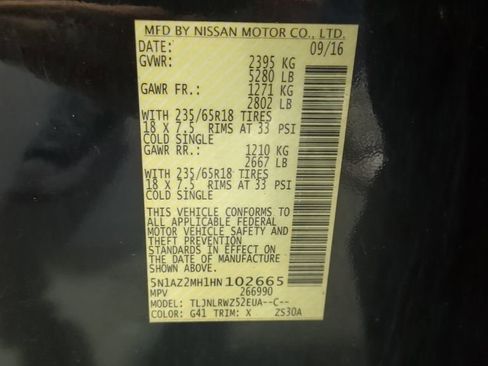 MFD BY NISSAN MOTOR CO., LTD.
DATE: 09/16
GVWR: 2395 KG
5280 LB
GAWR FR.: 1271 KG
2802 LB
WITH 235/65R18 TIRES
18 X 7.5 RIMS AT 33 PSI
COLD SINGLE
GAWR RR.: 1210 KG
2667 LB
WITH 235/65R18 TIRES
18 X 7.5 RIMS AT 33 PSI
COLD SINGLE
THIS VEHICLE CONFORMS TO
ALL APPLICABLE FEDERAL
MOTOR VEHICLE SAFETY
AND THEFT PREVENTION
STANDARDS IN EFFECT ON
THE DATE OF MANUFACTURE
SHOWN ABOVE.
5N1AZ2MH1HN102665
MPV 266990
MODEL: TLJNLRWZ52EUA--C--
COLOR: G41 TRIM: X ZS30A